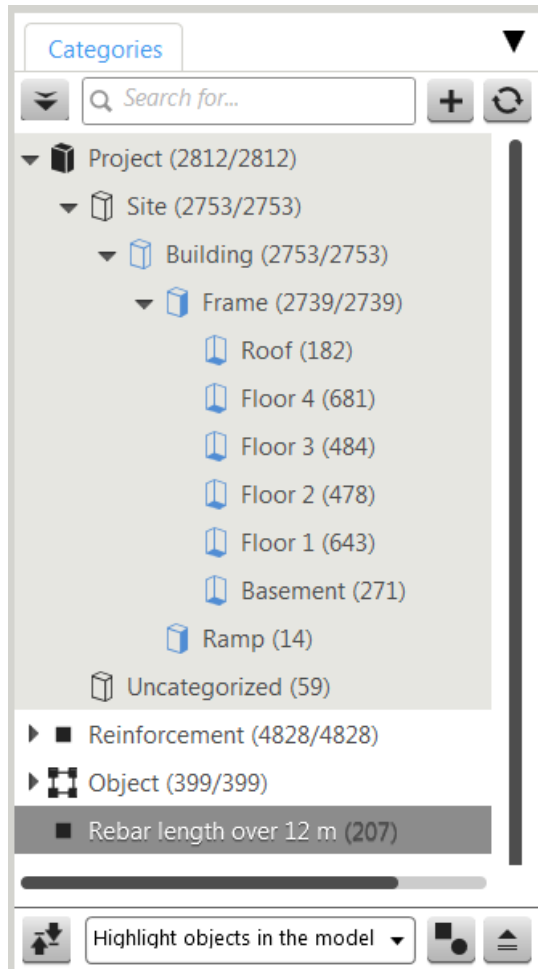 Categories
Search for...
Project (2812/2812)
Site (2753/2753)
Building (2753/2753)
Frame (2739/2739)
Roof (182)
Floor 4 (681)
Floor 3 (484)
Floor 2 (478)
Floor 1 (643)
Basement (271)
Ramp (14)
Uncategorized (59)
Reinforcement (4828/4828)
Object (399/399)
Rebar length over 12 m (207)
Highlight objects in the model